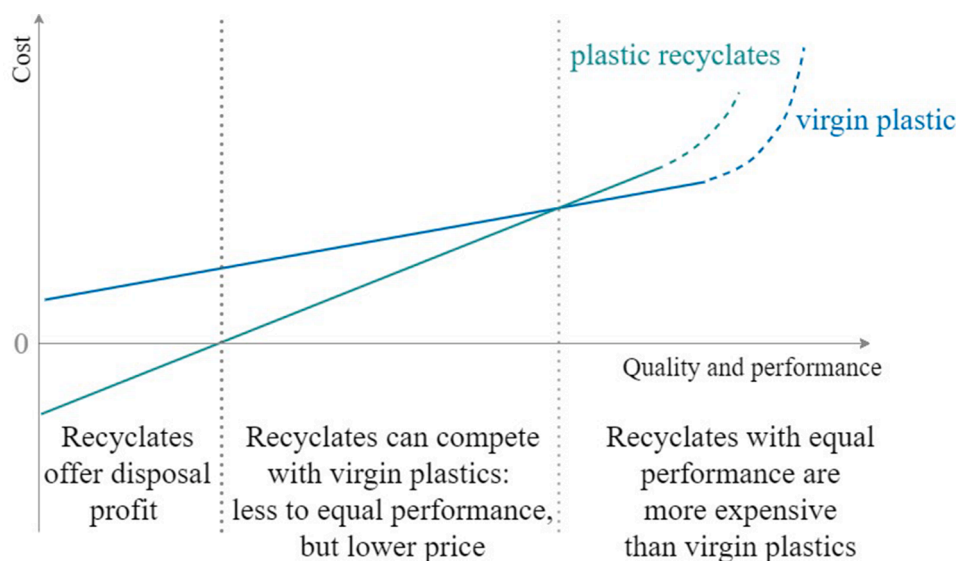 Cost
plastic recyclates
virgin plastic
0
Quality and performance
Recyclates
offer disposal
profit
Recyclates can compete
with virgin plastics:
less to equal performance,
but lower price
Recyclates with equal
performance are
more expensive
than virgin plastics